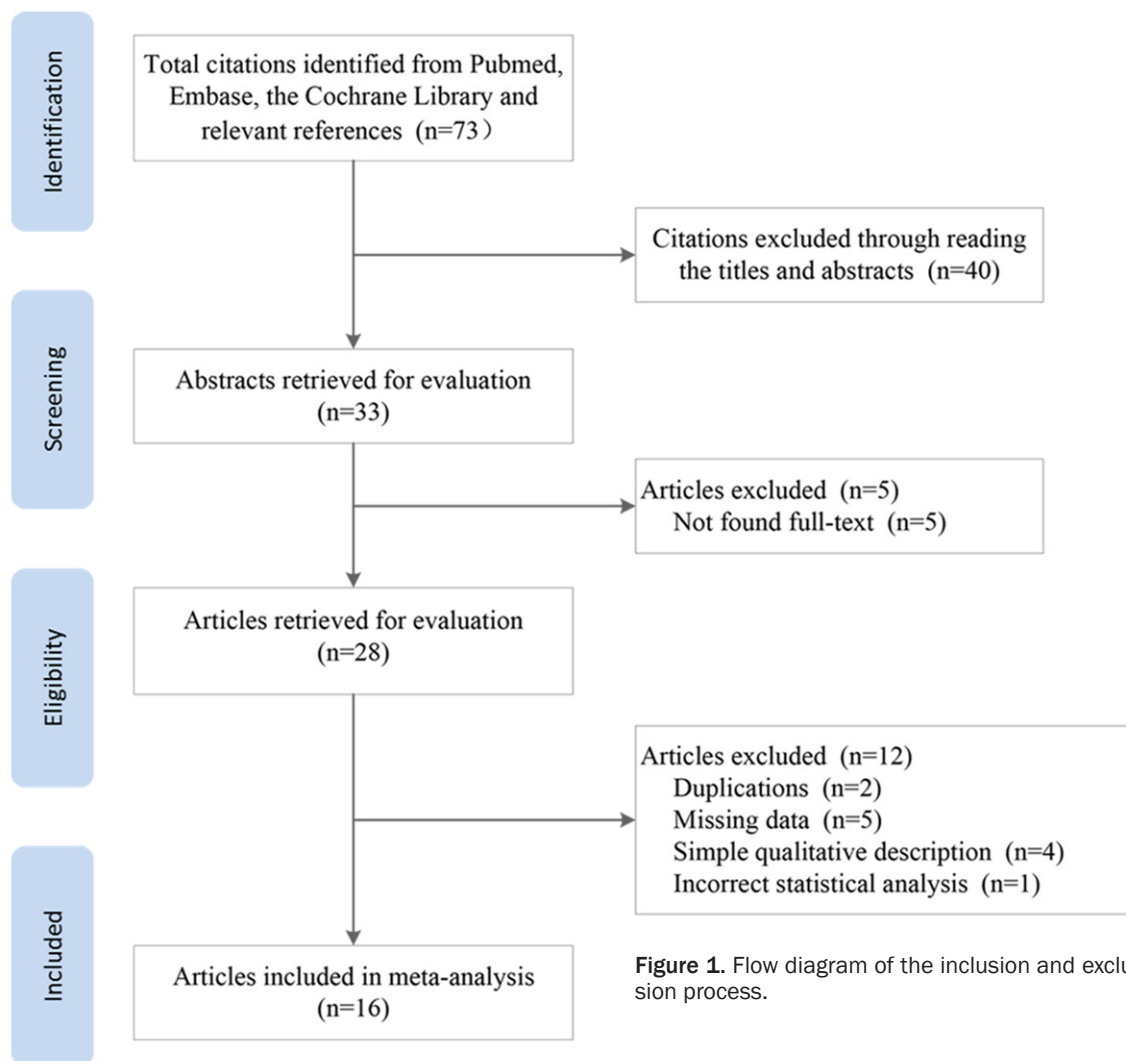 Identification
Total citations identified from Pubmed,
Embase, the Cochrane Library and
relevant references (n=73）
Citations excluded through reading
the titles and abstracts (n=40)
Screening
Abstracts retrieved for evaluation
(n=33)
Articles excluded (n=5)
Not found full-text (n=5)
Eligibility
Articles retrieved for evaluation
(n=28)
Articles excluded (n=12)
Duplications (n=2)
Missing data (n=5)
Simple qualitative description (n=4)
Incorrect statistical analysis (n=1)
Included
Articles included in meta-analysis
(n=16)
Figure 1. Flow diagram of the inclusion and exclu
sion process.